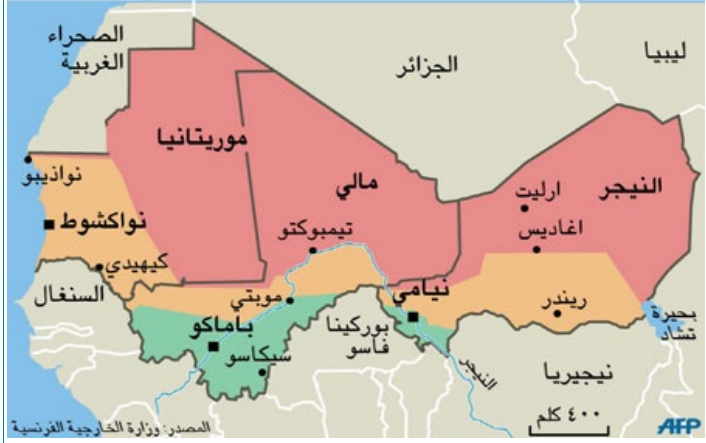 الصحراء
الغربية
الجزائر
ليبيا
موريتانيا
مالي
النيجر
نواذيبو
ارليت
نواكشوط
تيمبوكتو
اغاديس
كيهيدي
السنغال
موبتي
نيامي
ريندر
بحيرة
تشاد
باماكو
بوركينا
فاسو
سيكاسو
النيجر
نيجيريا
٤٠٠ كلم
المصدر: وزارة الخارجية الفرنسية
AFP